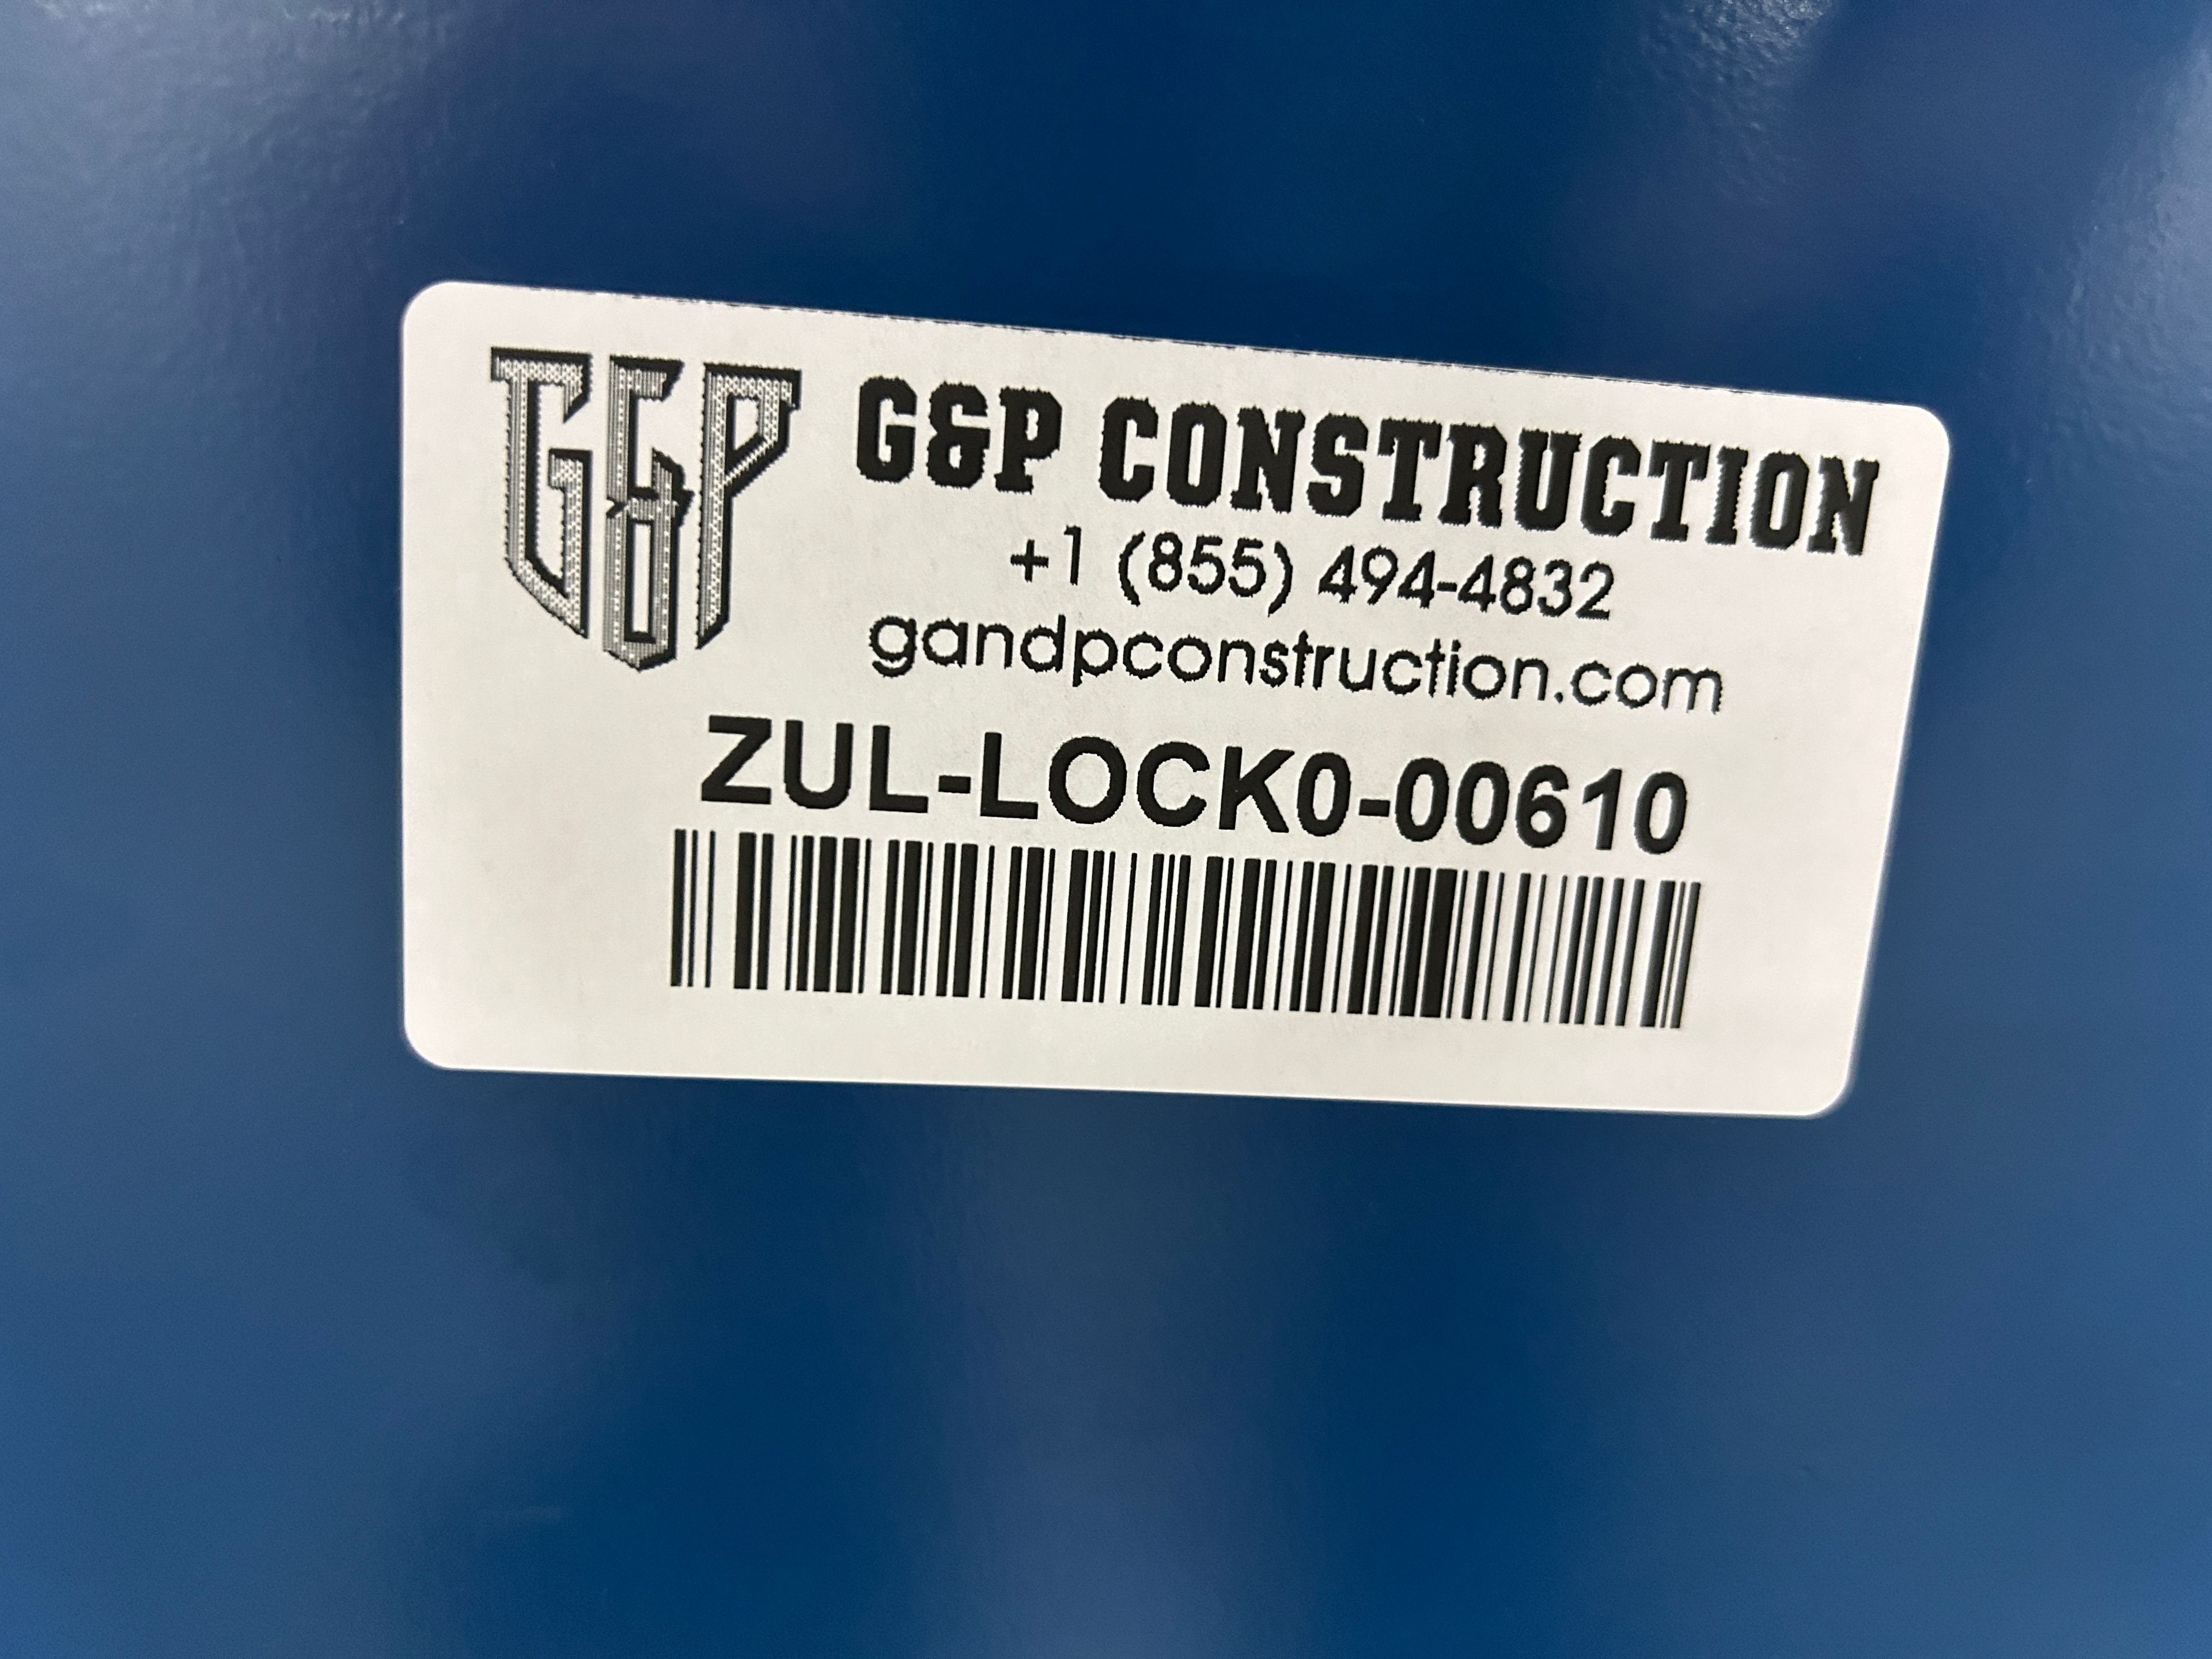 G&P
G&P CONSTRUCTION
+1 (855) 494-4832
gandpconstruction.com
ZUL-LOCK0-00610